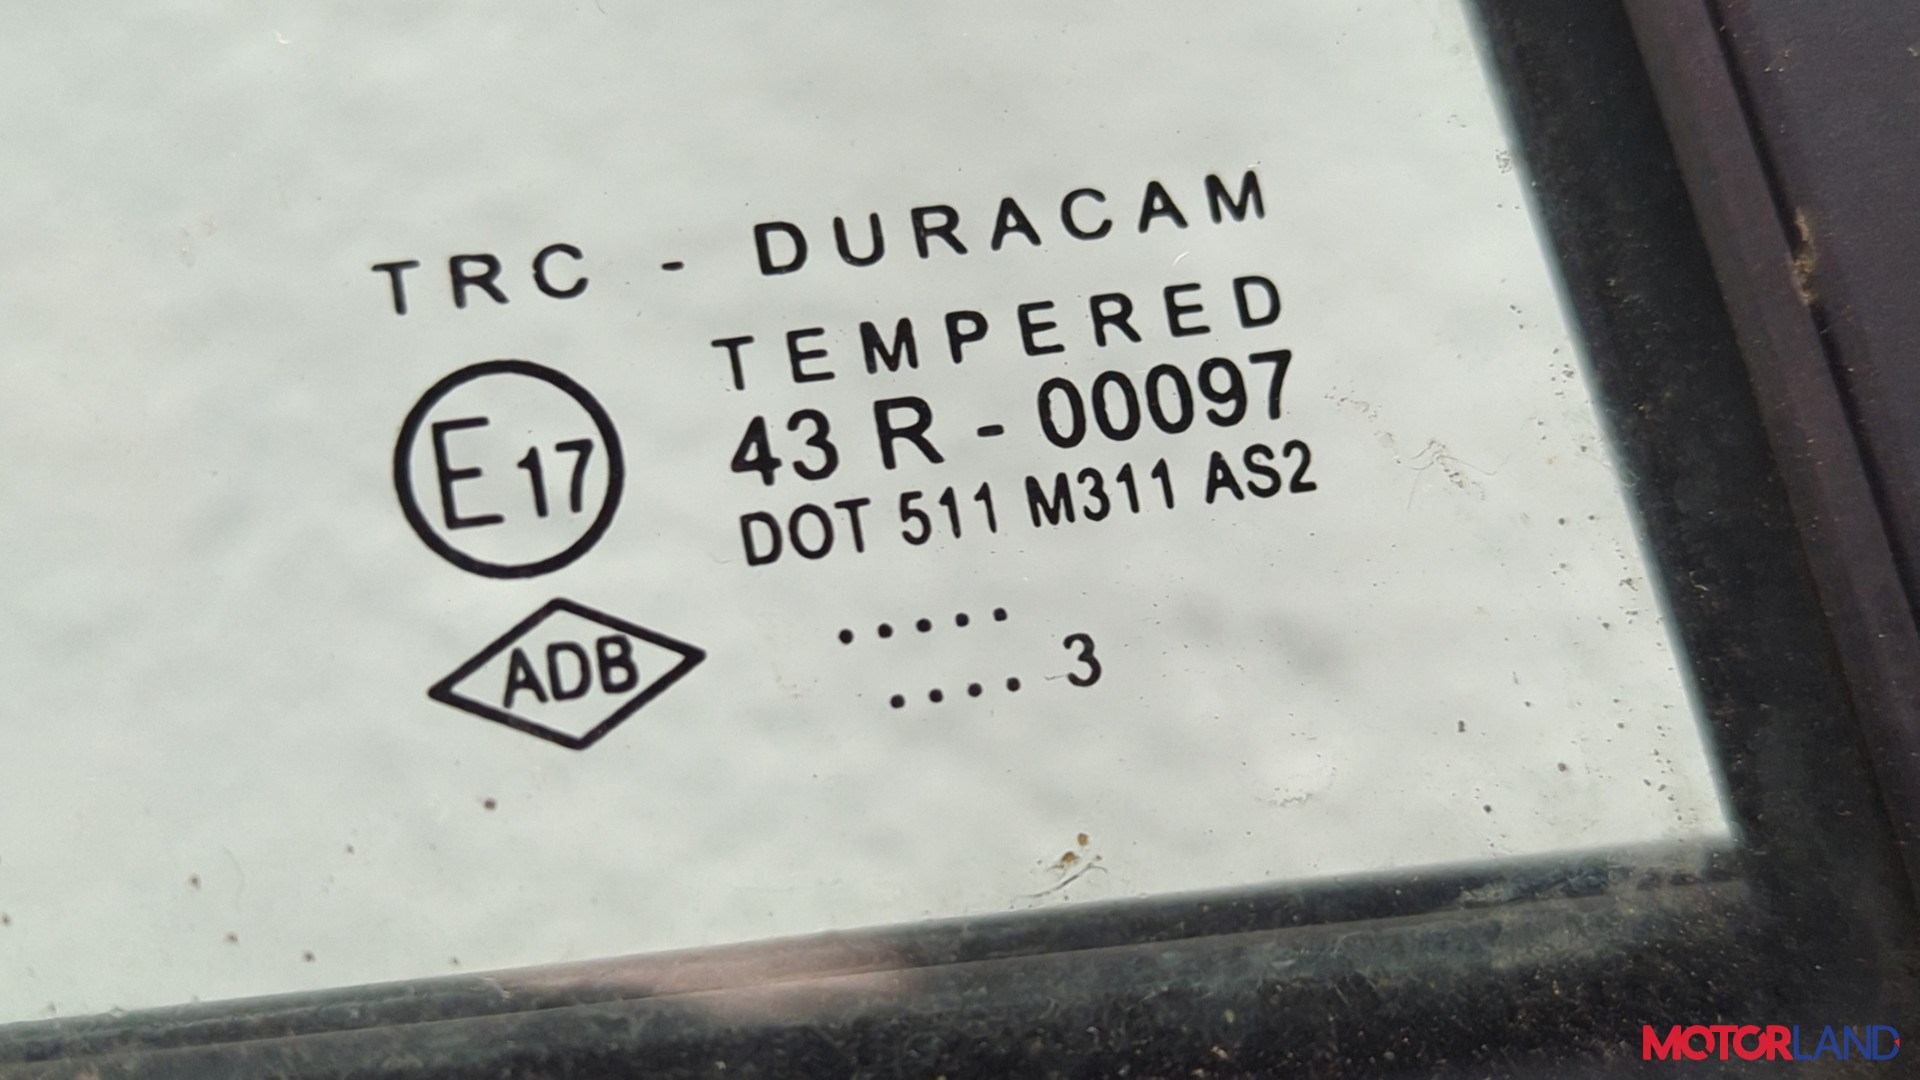 TRC - DURACAM
TEMPERED
E17
43 R - 00097
DOT 511 M311 AS2
ADB
.....
.... 3
MOTORLAND